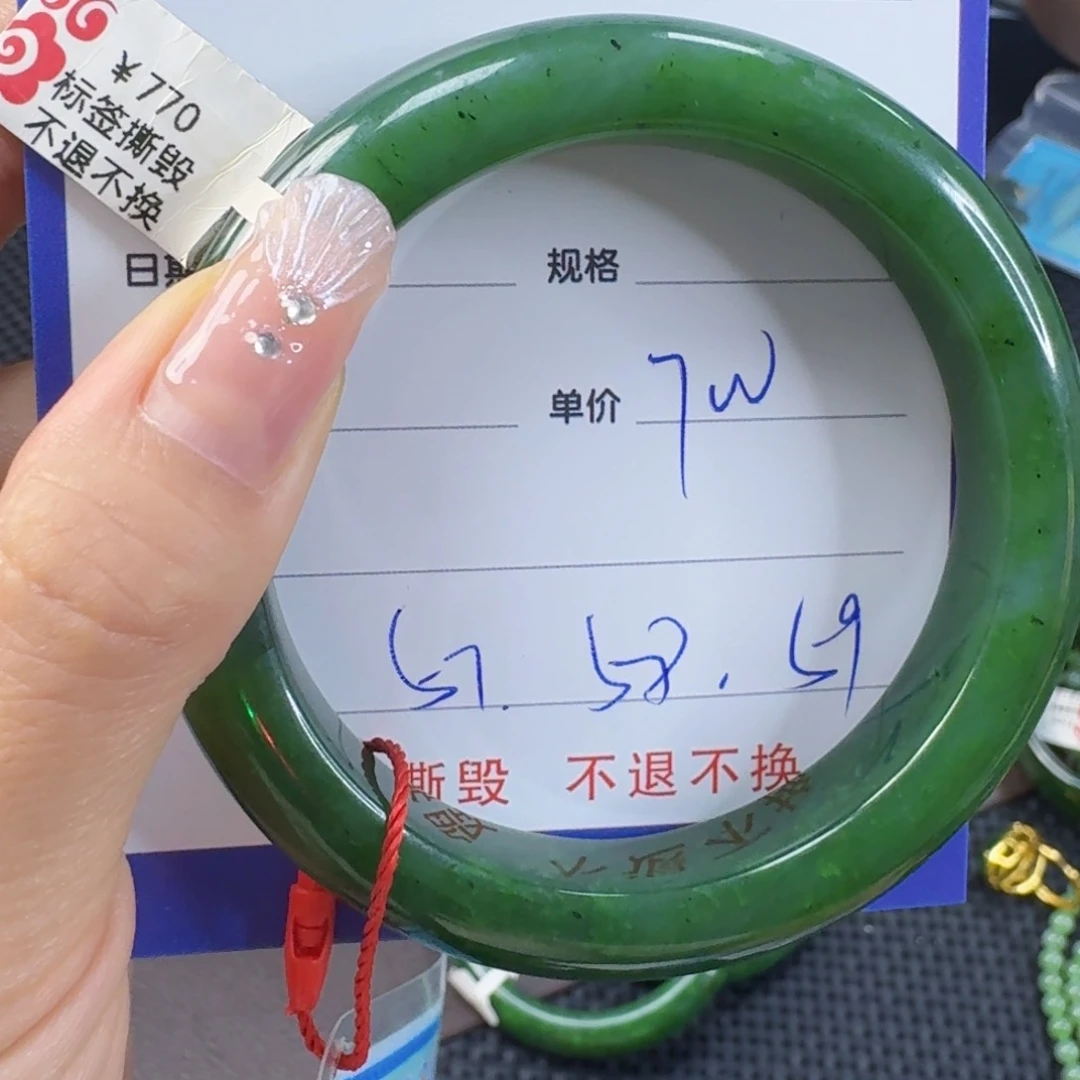 ¥770
标签撕毁
不退不换
日期
规格
单价 7W
57. 58. 59
撕毁 不退不换